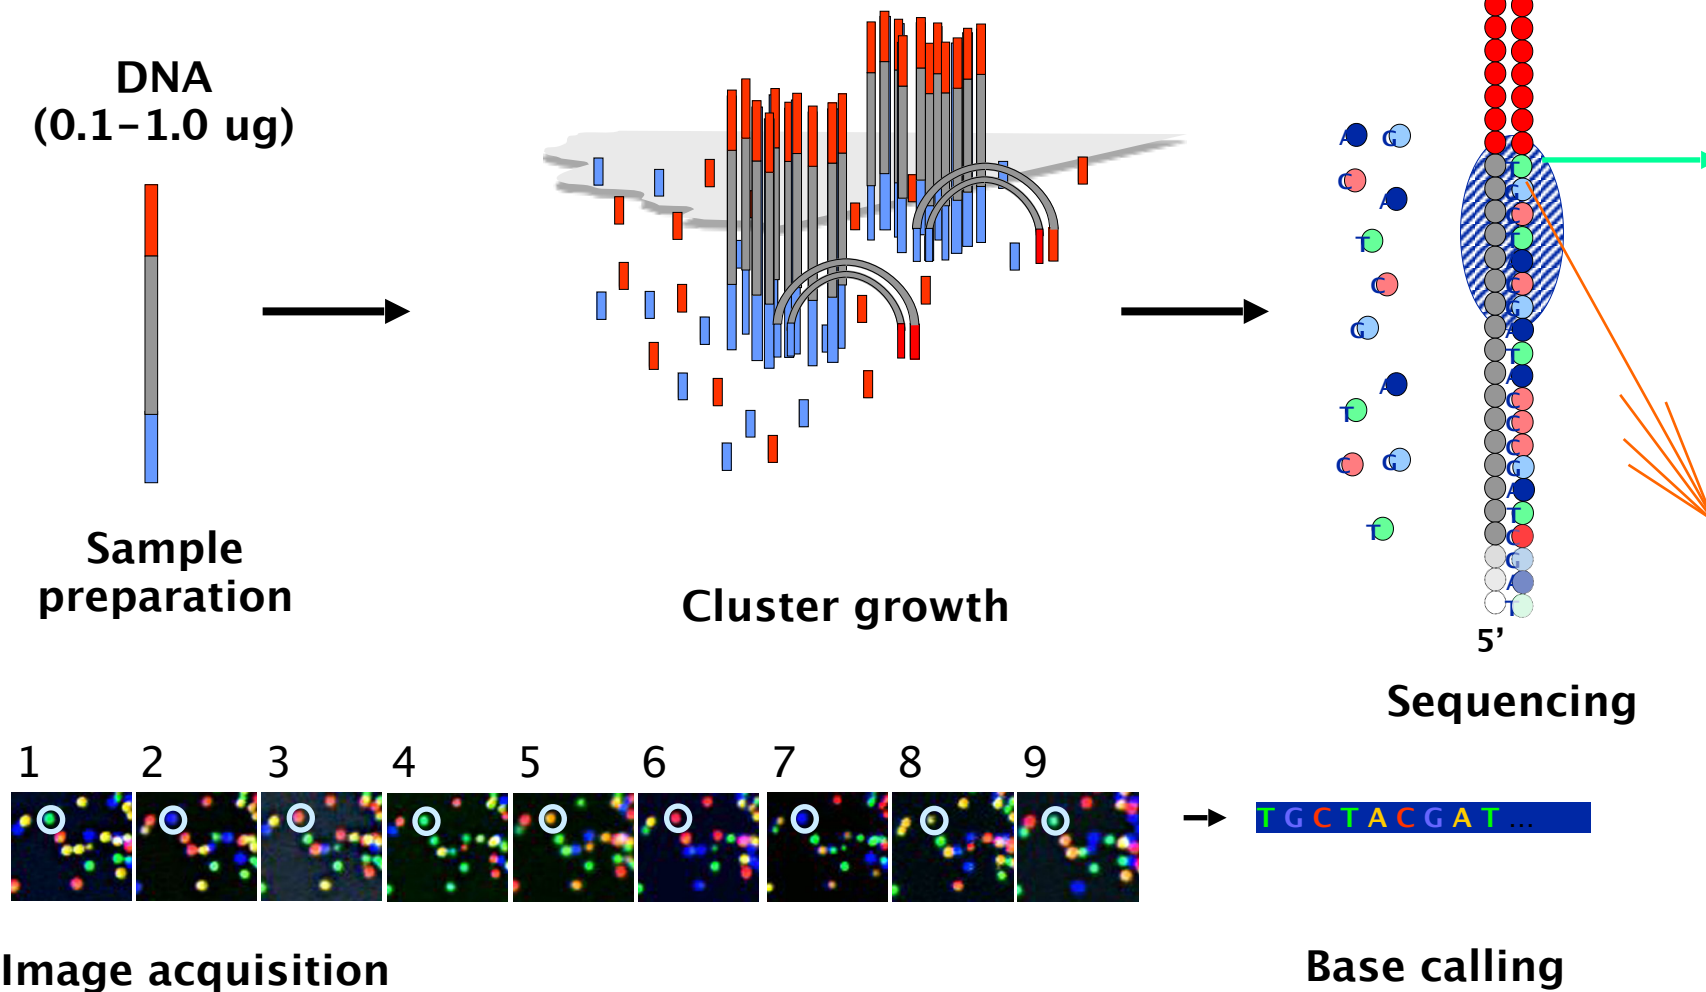 DNA
(0.1–1.0 ug)
Sample
preparation
Cluster growth
A G
C
A
T
C
G
A
T
C G
T
T
G
C
T
A
C
G
A
T
A
C
C
C
G
A
T
C
G
A
T
5’
Sequencing
1 2 3 4 5 6 7 8 9
T G C T A C G A T ...
Image acquisition
Base calling